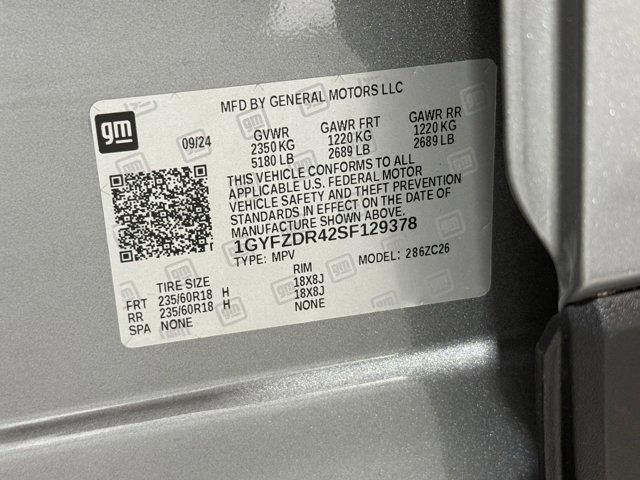 MFD BY GENERAL MOTORS LLC
gm
09/24 GVWR GAWR FRT GAWR RR
2350 KG 1220 KG 1220 KG
5180 LB 2689 LB 2689 LB
THIS VEHICLE CONFORMS TO ALL
APPLICABLE U.S. FEDERAL MOTOR
VEHICLE SAFETY AND THEFT PREVENTION
STANDARDS IN EFFECT ON THE DATE OF
MANUFACTURE SHOWN ABOVE.
1GYFZDR42SF129378
TYPE: MPV MODEL: 286ZC26
TIRE SIZE RIM
FRT 235/60R18 H 18X8J
RR 235/60R18 H 18X8J
SPA NONE NONE